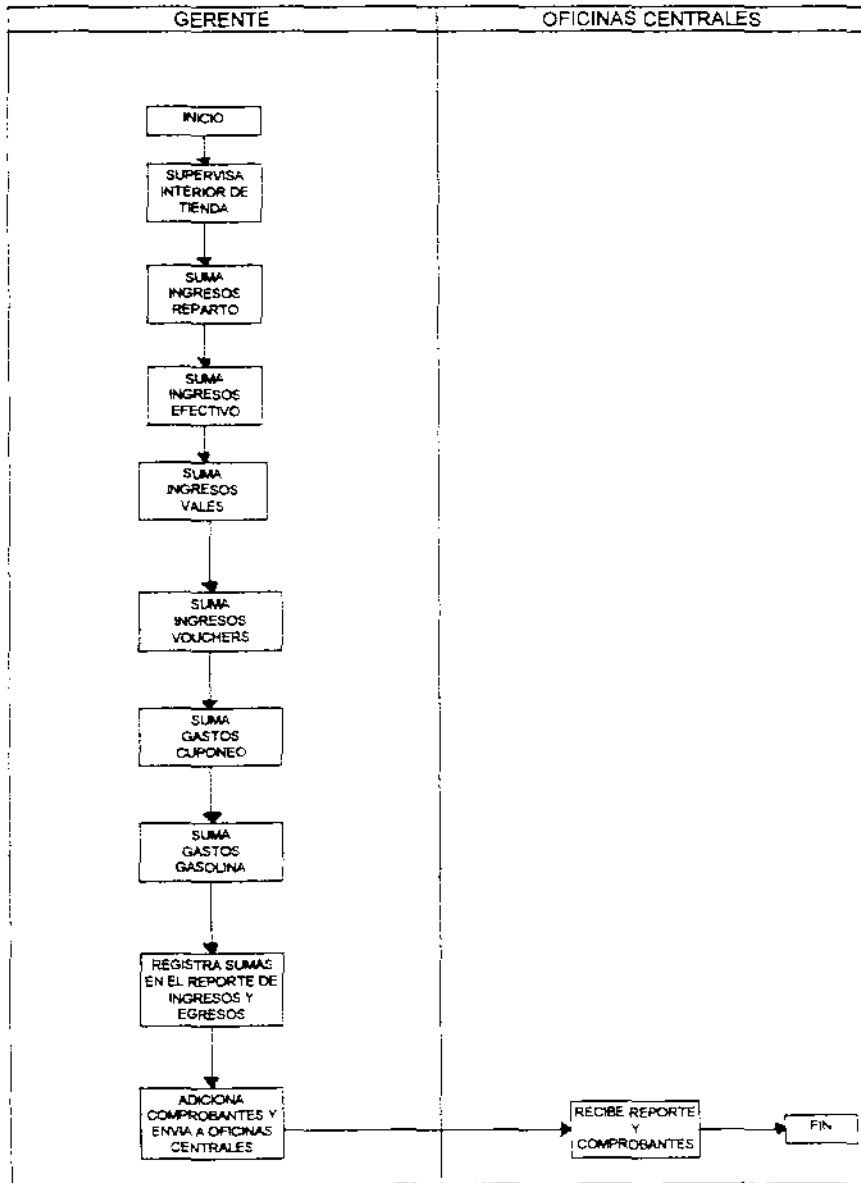 GERENTE
OFICINAS CENTRALES
INICIO
SUPERVISA
INTERIOR DE
TIENDA
SUMA
INGRESOS
REPARTO
SUMA
INGRESOS
EFECTIVO
SUMA
INGRESOS
VALES
SUMA
INGRESOS
VOUCHERS
SUMA
GASTOS
CUPONEO
SUMA
GASTOS
GASOLINA
REGISTRA SUMAS
EN EL REPORTE DE
INGRESOS Y
EGRESOS
ADICIONA
COMPROBANTES Y
ENVIA A OFICINAS
CENTRALES
RECIBE REPORTE
Y
COMPROBANTES
FIN